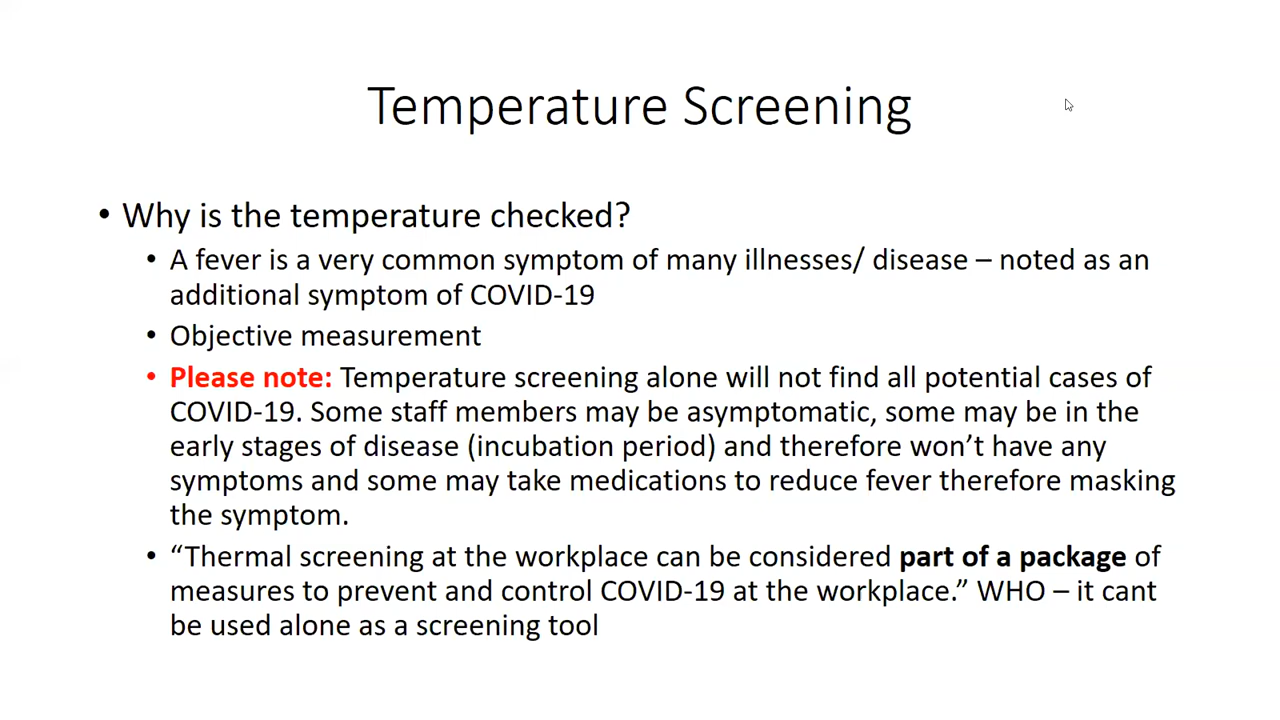 Temperature Screening
• Why is the temperature checked?
• A fever is a very common symptom of many illnesses/ disease – noted as an
additional symptom of COVID-19
• Objective measurement
• Please note: Temperature screening alone will not find all potential cases of
COVID-19. Some staff members may be asymptomatic, some may be in the
early stages of disease (incubation period) and therefore won’t have any
symptoms and some may take medications to reduce fever therefore masking
the symptom.
• “Thermal screening at the workplace can be considered part of a package of
measures to prevent and control COVID-19 at the workplace.” WHO – it cant
be used alone as a screening tool